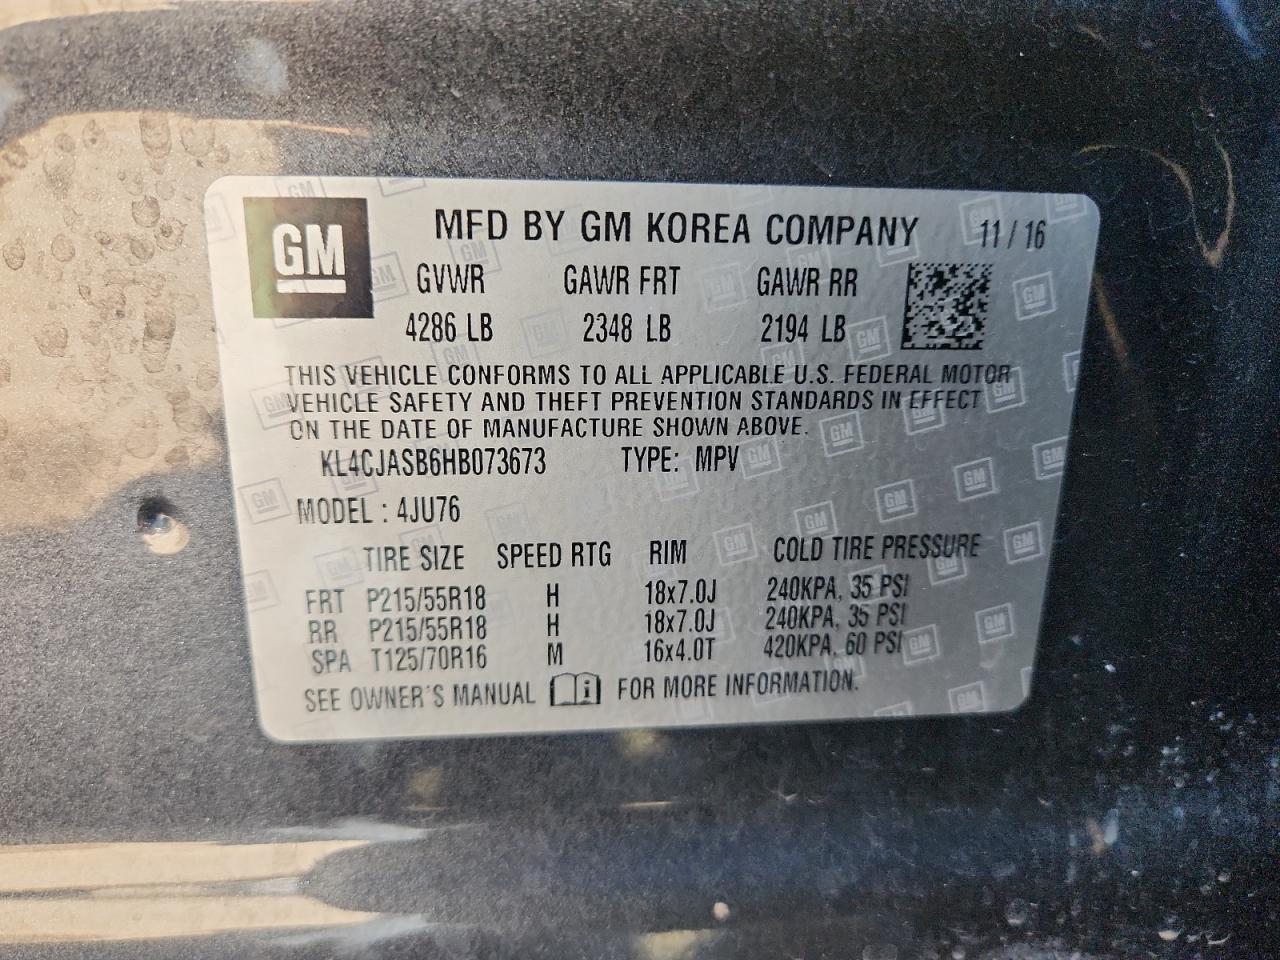 GM
MFD BY GM KOREA COMPANY 11 / 16
GVWR GAWR FRT GAWR RR
4286 LB 2348 LB 2194 LB
THIS VEHICLE CONFORMS TO ALL APPLICABLE U.S. FEDERAL MOTOR
VEHICLE SAFETY AND THEFT PREVENTION STANDARDS IN EFFECT
ON THE DATE OF MANUFACTURE SHOWN ABOVE.
KL4CJASB6HB073673 TYPE: MPV
MODEL : 4JU76
TIRE SIZE SPEED RTG RIM COLD TIRE PRESSURE
FRT P215/55R18 H 18x7.0J 240KPA, 35 PSI
RR P215/55R18 H 18x7.0J 240KPA, 35 PSI
SPA T125/70R16 M 16x4.0T 420KPA, 60 PSI
SEE OWNER'S MANUAL i FOR MORE INFORMATION.